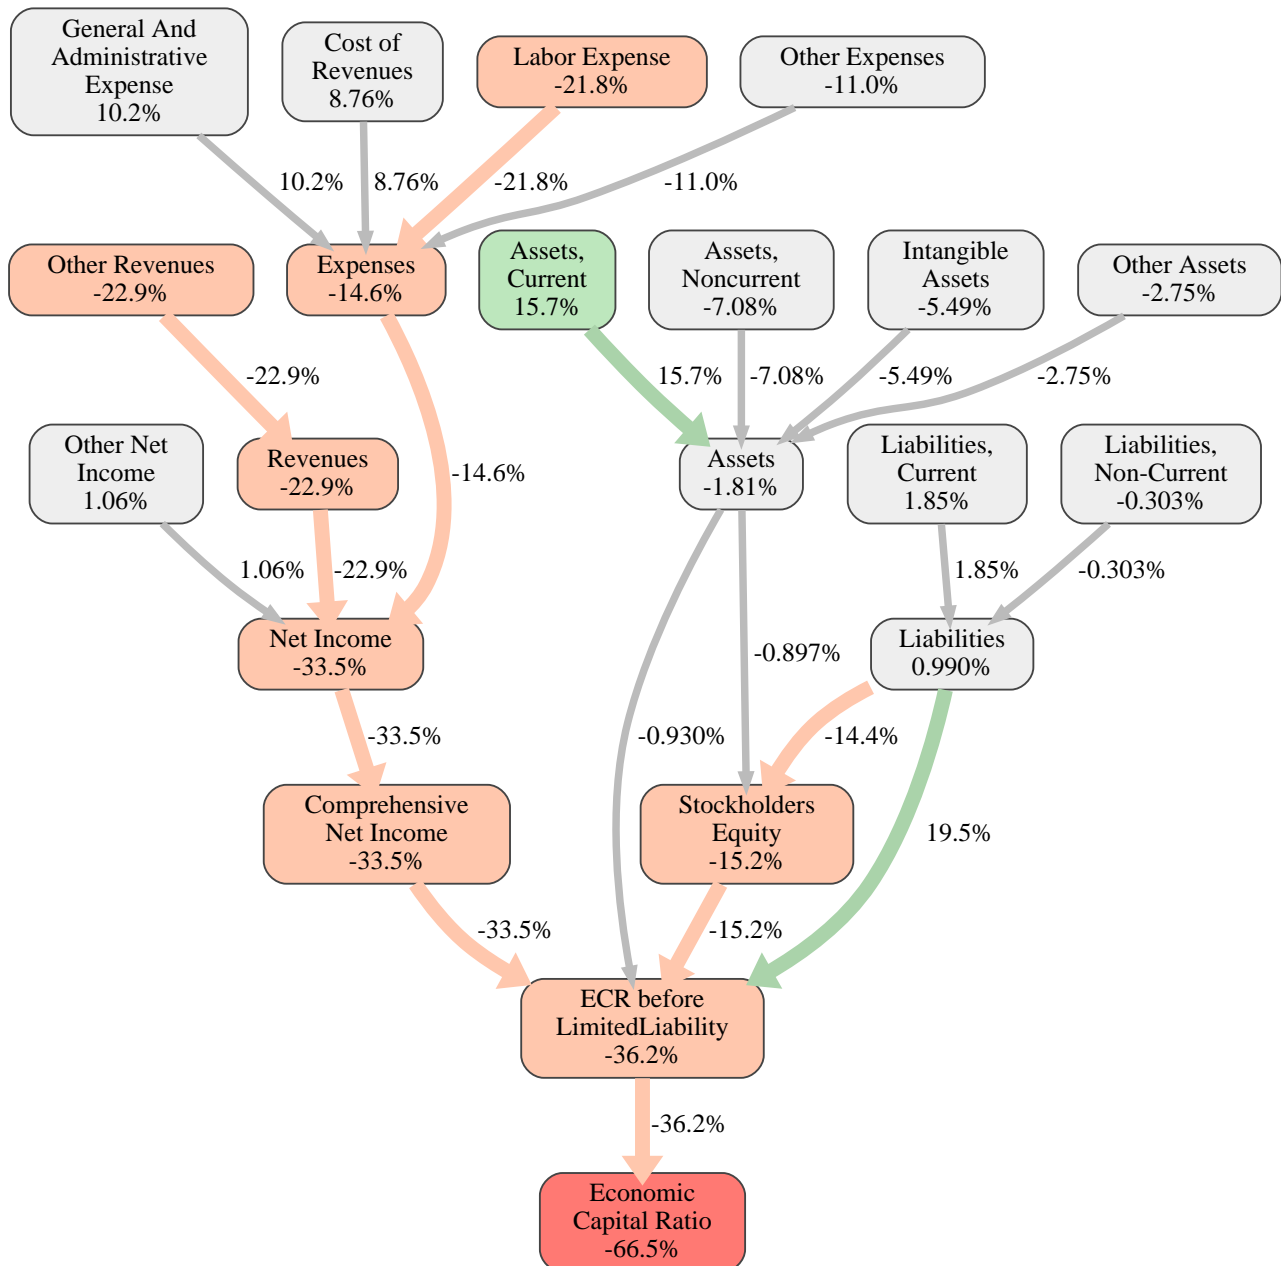 General And
Administrative
Expense
10.2%
Cost of
Revenues
8.76%
Labor Expense
-21.8%
Other Expenses
-11.0%
10.2%
8.76%
-21.8%
-11.0%
Other Revenues
-22.9%
Expenses
-14.6%
Assets,
Current
15.7%
Assets,
Noncurrent
-7.08%
Intangible
Assets
-5.49%
Other Assets
-2.75%
-22.9%
15.7%
-7.08%
-5.49%
-2.75%
Other Net
Income
1.06%
Revenues
-22.9%
-14.6%
Assets
-1.81%
Liabilities,
Current
1.85%
Liabilities,
Non-Current
-0.303%
1.06%
-22.9%
1.85%
-0.303%
Net Income
-33.5%
-0.897%
Liabilities
0.990%
-33.5%
-0.930%
-14.4%
Comprehensive
Net Income
-33.5%
Stockholders
Equity
-15.2%
19.5%
-33.5%
-15.2%
ECR before
LimitedLiability
-36.2%
-36.2%
Economic
Capital Ratio
-66.5%